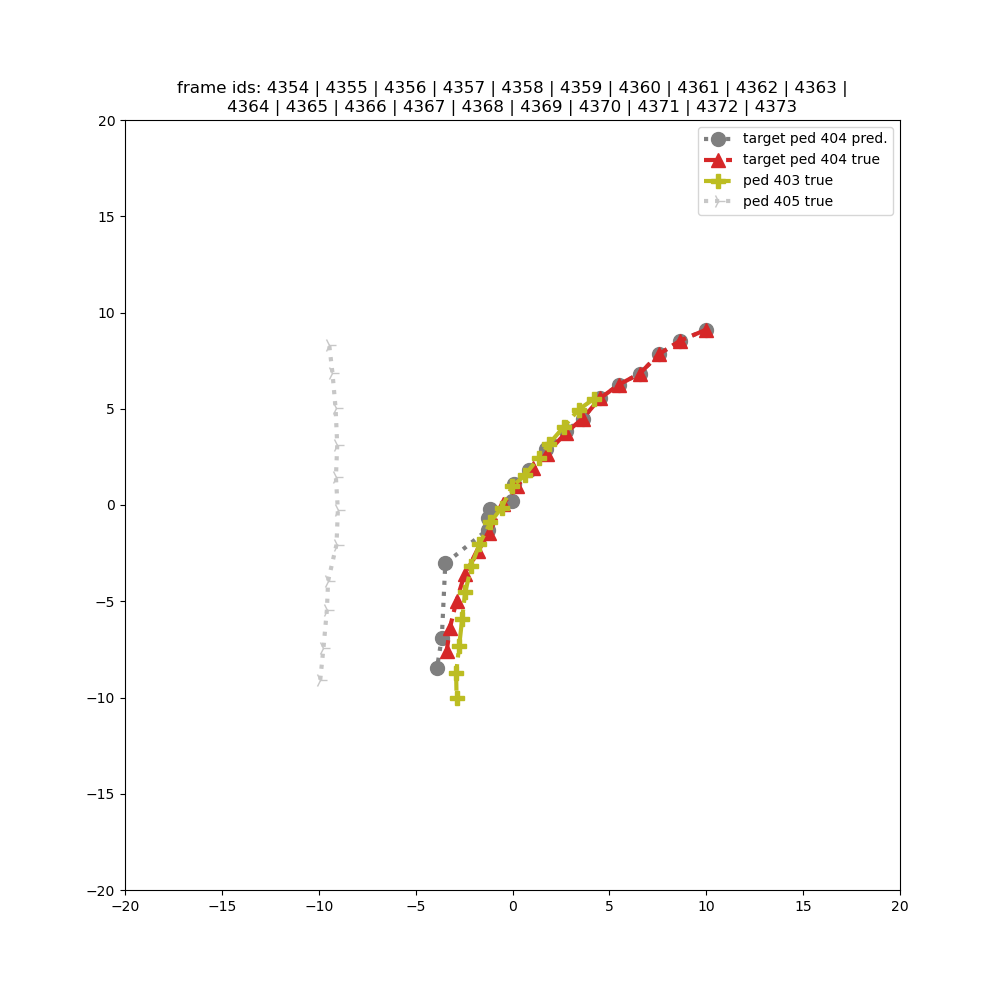 frame ids: 4354 | 4355 | 4356 | 4357 | 4358 | 4359 | 4360 | 4361 | 4362 | 4363 |
4364 | 4365 | 4366 | 4367 | 4368 | 4369 | 4370 | 4371 | 4372 | 4373
target ped 404 pred.
target ped 404 true
ped 403 true
ped 405 true
20
15
10
5
0
−5
−10
−15
−20
−20 −15 −10 −5 0 5 10 15 20